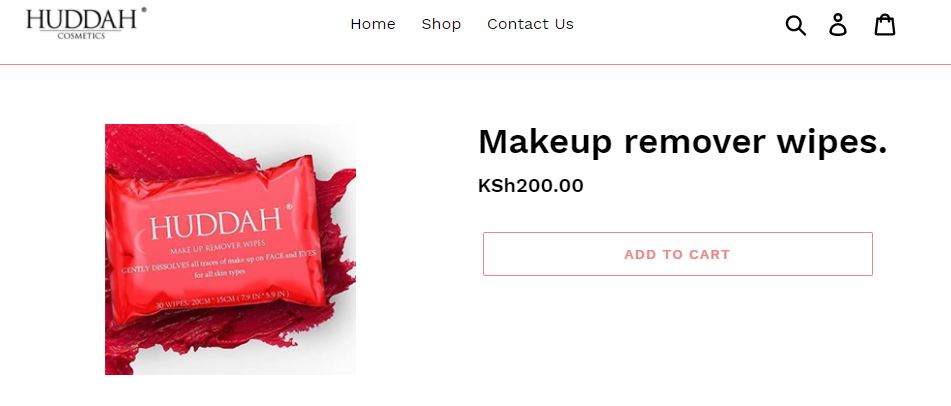 HUDDAH®
COSMETICS
Home Shop Contact Us
Makeup remover wipes.
KSh200.00
ADD TO CART
HUDDAH®
MAKE UP REMOVER WIPES
GENTLY DISSOLVES all traces of make up on FACE and EYES
for all skin types
30 WIPES/ 20CM * 15CM ( 7.9 IN * 5.9 IN )